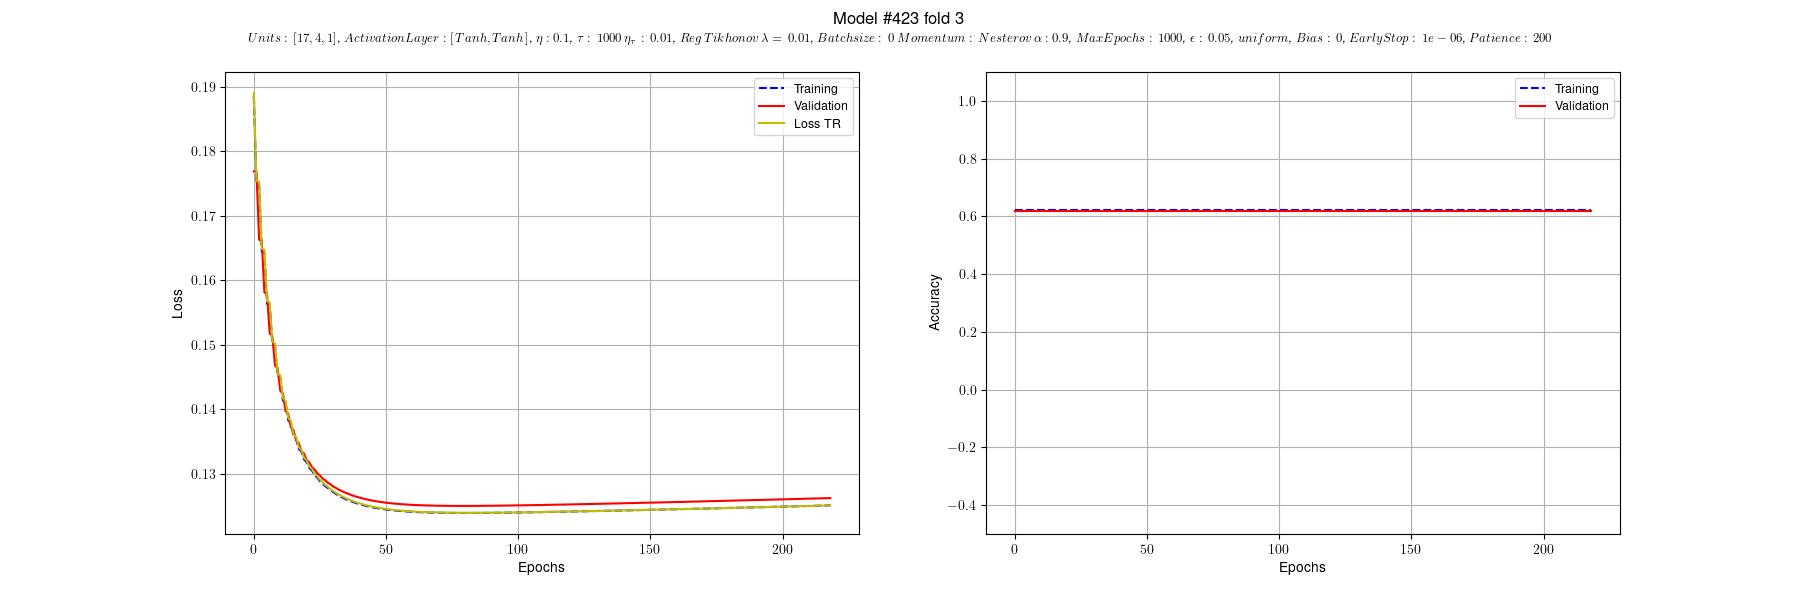 Model #423 fold 3
Units : [17, 4, 1], ActivationLayer : [Tanh, Tanh], η : 0.1, τ : 1000 ητ : 0.01, Reg Tikhonov λ = 0.01, Batchsize : 0 Momentum : Nesterov α : 0.9, MaxEpochs : 1000, ϵ : 0.05, uniform, Bias : 0, EarlyStop : 1e − 06, Patience : 200
Loss
0.19
0.18
0.17
0.16
0.15
0.14
0.13
0 50 100 150 200
Epochs
Training
Validation
Loss TR
Accuracy
1.0
0.8
0.6
0.4
0.2
0.0
−0.2
−0.4
0 50 100 150 200
Epochs
Training
Validation